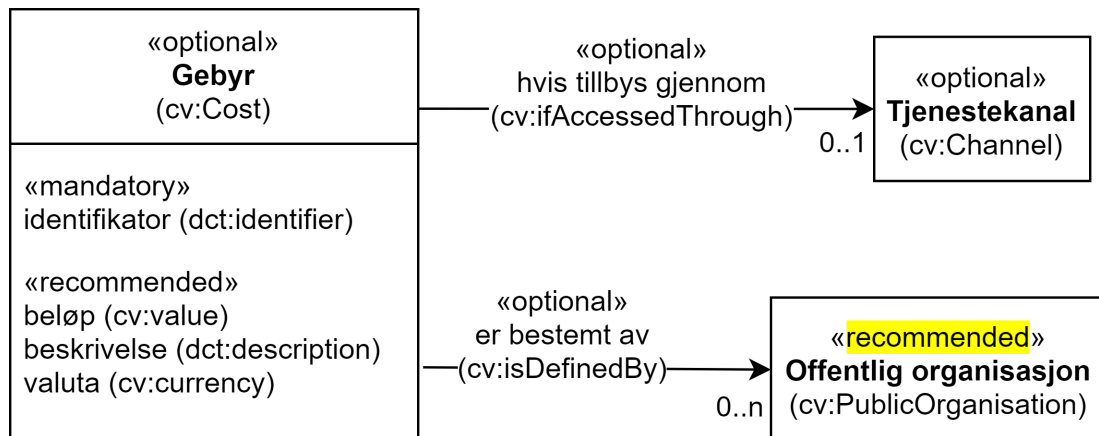 «optional»
Gebyr
(cv:Cost)
«mandatory»
identifikator (dct:identifier)
«recommended»
beløp (cv:value)
beskrivelse (dct:description)
valuta (cv:currency)
«optional»
hvis tillbys gjennom
(cv:ifAccessedThrough)
0..1
«optional»
Tjenestekanal
(cv:Channel)
«optional»
er bestemt av
(cv:isDefinedBy)
0..n
«recommended»
Offentlig organisasjon
(cv:PublicOrganisation)